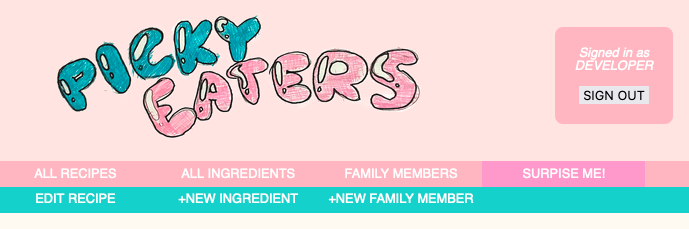 PICKY
EATERS
Signed in as
DEVELOPER
SIGN OUT
ALL RECIPES ALL INGREDIENTS FAMILY MEMBERS SURPISE ME!
EDIT RECIPE +NEW INGREDIENT +NEW FAMILY MEMBER